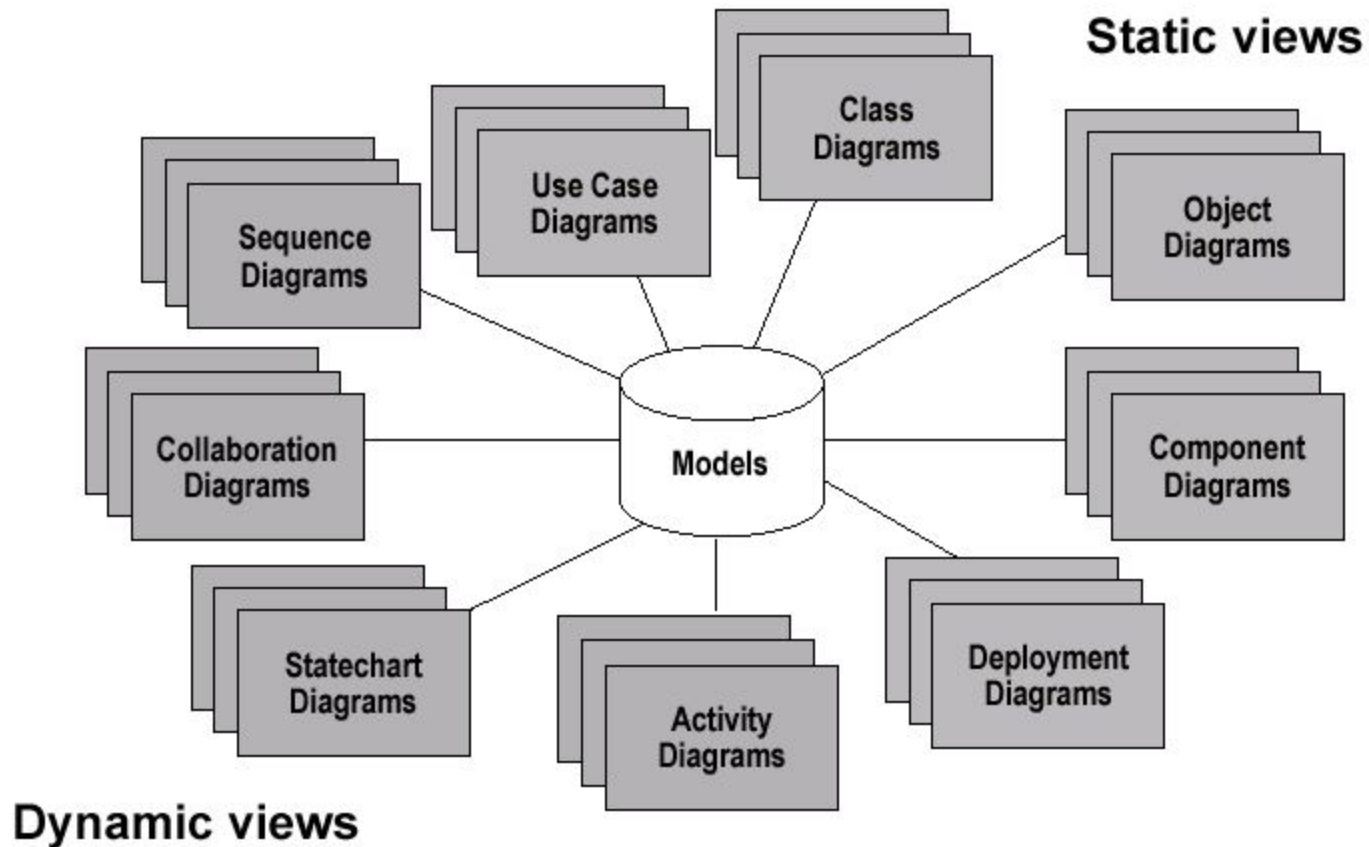 Static views
Class
Diagrams
Use Case
Diagrams
Object
Diagrams
Sequence
Diagrams
Collaboration
Diagrams
Models
Component
Diagrams
Statechart
Diagrams
Deployment
Diagrams
Activity
Diagrams
Dynamic views